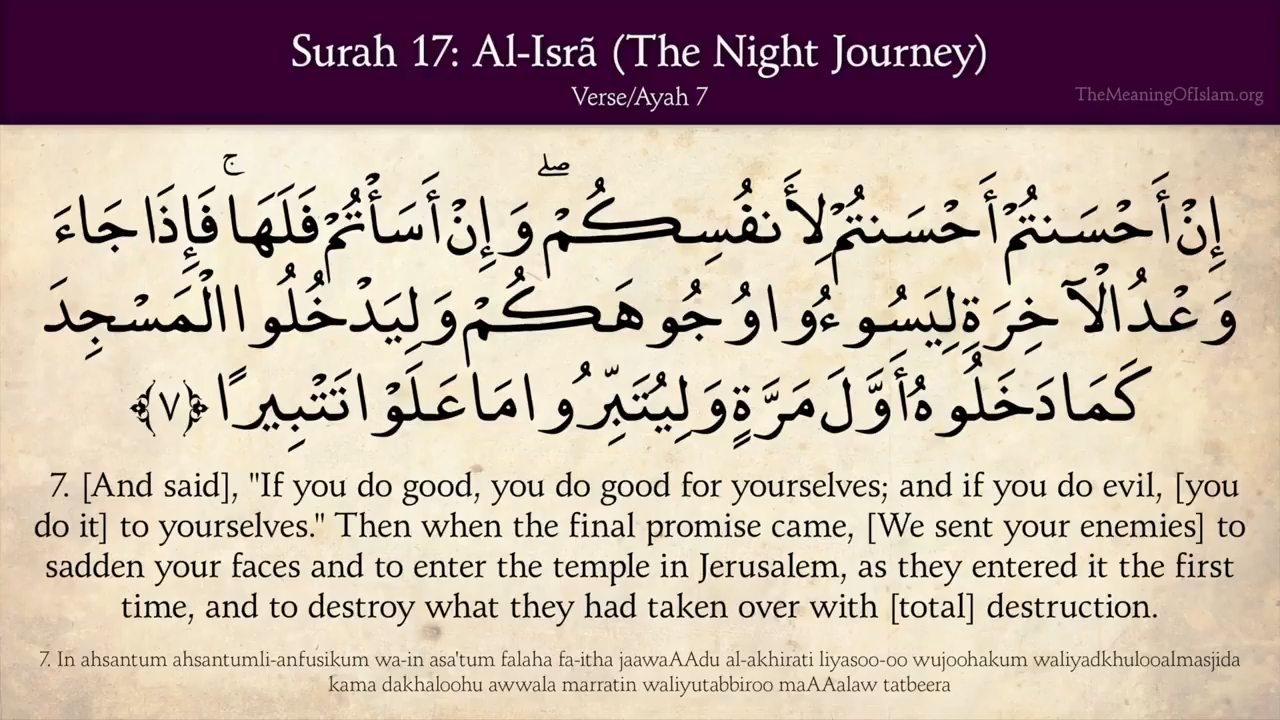 Surah 17: Al-Isrã (The Night Journey)
Verse/Ayah 7
TheMeaningOfIslam.org
إِنْ أَحْسَنتُمْ أَحْسَنتُمْ لِأَنفُسِكُمْ ۖ وَإِنْ أَسَأْتُمْ فَلَهَا ۚ فَإِذَا جَاءَ
وَعْدُ الْآخِرَةِ لِيَسُوءُوا وُجُوهَكُمْ وَلِيَدْخُلُوا الْمَسْجِدَ
كَمَا دَخَلُوهُ أَوَّلَ مَرَّةٍ وَلِيُتَبِّرُوا مَا عَلَوْا تَتْبِيرًا ﴿٧﴾
7. [And said], "If you do good, you do good for yourselves; and if you do evil, [you
do it] to yourselves." Then when the final promise came, [We sent your enemies] to
sadden your faces and to enter the temple in Jerusalem, as they entered it the first
time, and to destroy what they had taken over with [total] destruction.
7. In ahsantum ahsantumli-anfusikum wa-in asa'tum falaha fa-itha jaawaAAdu al-akhirati liyasoo-oo wujoohakum waliyadkhulooalmasjida
kama dakhaloohu awwala marratin waliyutabbiroo maAAalaw tatbeera